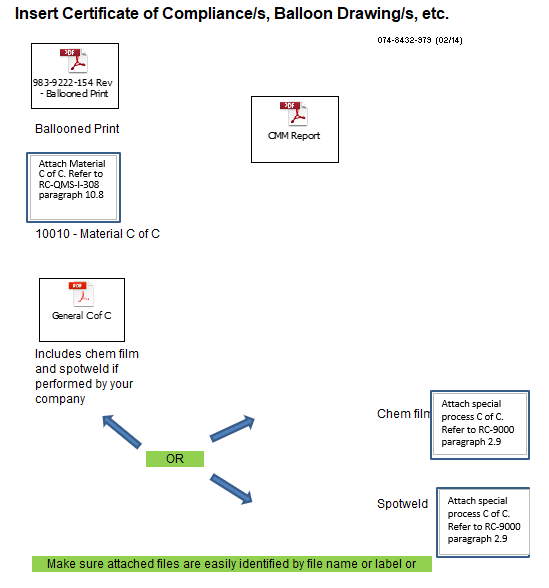 Insert Certificate of Compliance/s, Balloon Drawing/s, etc.
074-8432-979 (02/14)
PDF
983-9222-154 Rev
- Ballooned Print
Ballooned Print
PDF
CMM Report
Attach Material
C of C. Refer to
RC-QMS-I-308
paragraph 10.8
10010 - Material C of C
PDF
General C of C
Includes chem film
and spotweld if
performed by your
company
OR
Chem film
Attach special
process C of C.
Refer to RC-9000
paragraph 2.9
Spotweld
Attach special
process C of C.
Refer to RC-9000
paragraph 2.9
Make sure attached files are easily identified by file name or label or